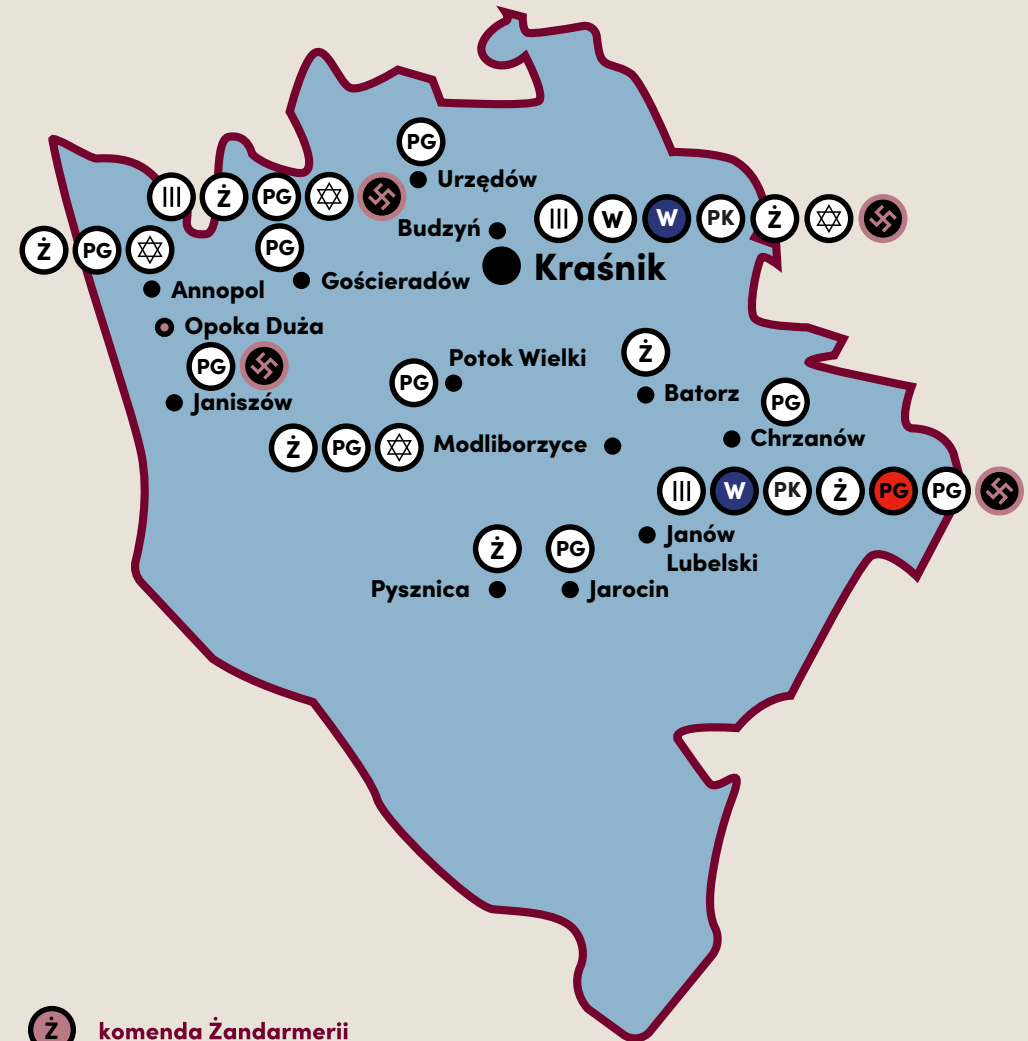 PG
Urzędów
||| Ż PG
Budzyń
||| W W PK Ż
Ż PG
PG
Gościeradów
Kraśnik
Annopol
Opoka Duża
PG
Janiszów
Potok Wielki
PG
Ż
Batorz
PG
Chrzanów
Ż PG
Modliborzyce
||| W PK Ż PG PG
Janów
Lubelski
Ż
Pysznica
PG
Jarocin
Ż komenda Żandarmerii